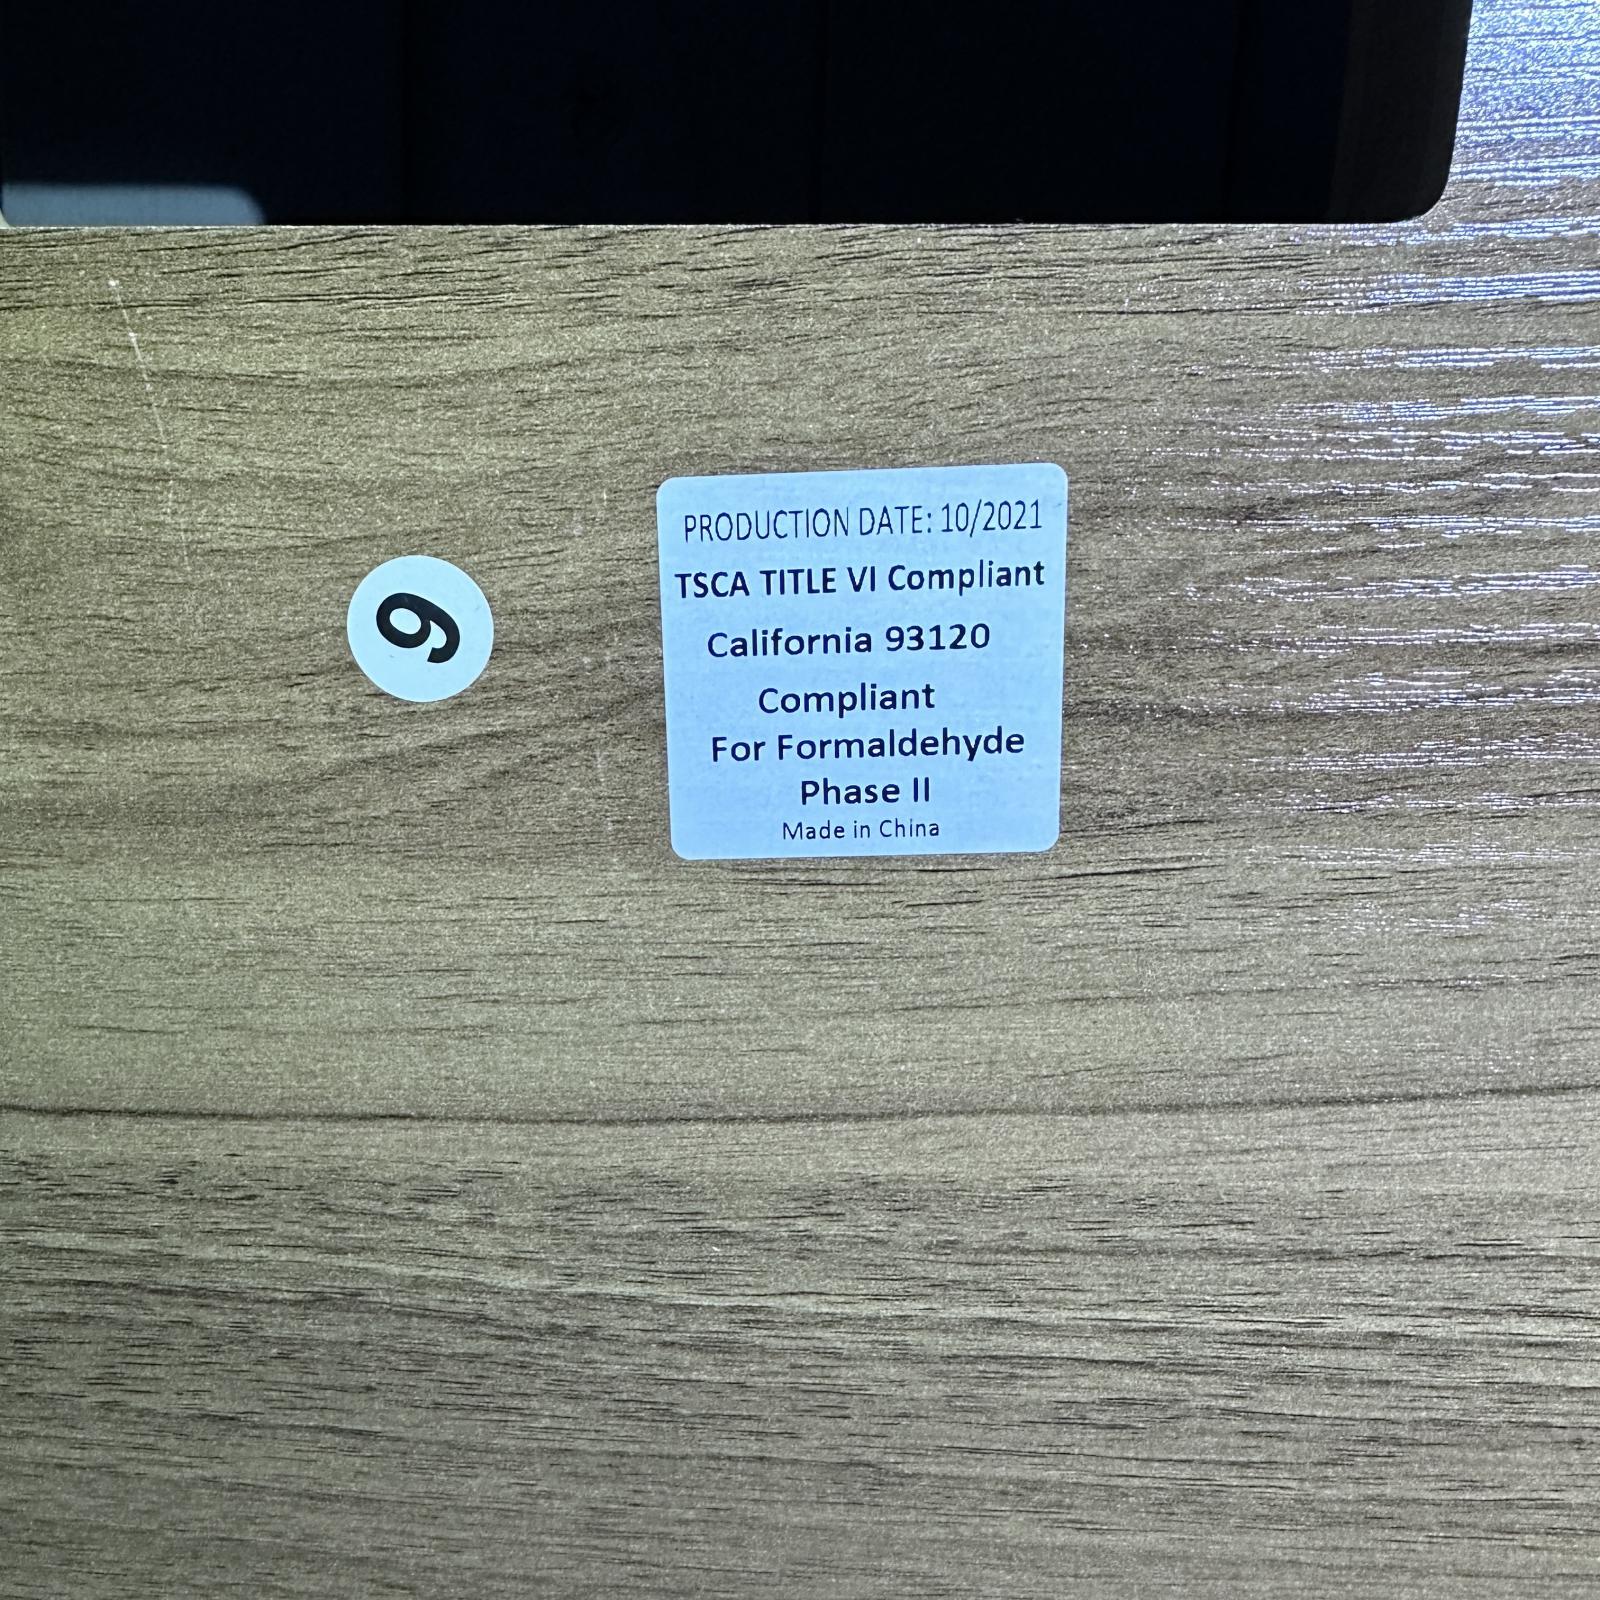 9
PRODUCTION DATE: 10/2021
TSCA TITLE VI Compliant
California 93120
Compliant
For Formaldehyde
Phase II
Made in China